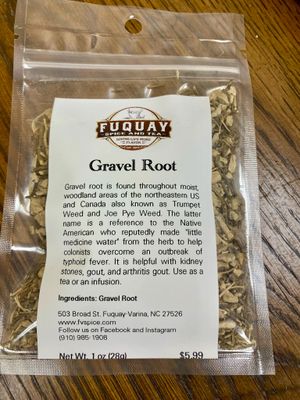 FUQUAY
SPICE AND TEA
Gravel Root
Gravel root is found throughout moist,
woodland areas of the northeastern US
and Canada also known as Trumpet
Weed and Joe Pye Weed. The latter
name is a reference to the Native
American who reputedly made "little
medicine water" from the herb to help
colonists overcome an outbreak of
typhoid fever. It is helpful with kidney
stones, gout, and arthritis gout. Use as a
tea or an infusion.
Ingredients: Gravel Root
503 Broad St. Fuquay-Varina, NC 27526
www.fvspice.com
Follow us on Facebook and Instagram
(910) 985-1908
Net Wt. 1 oz (28g) $5.99